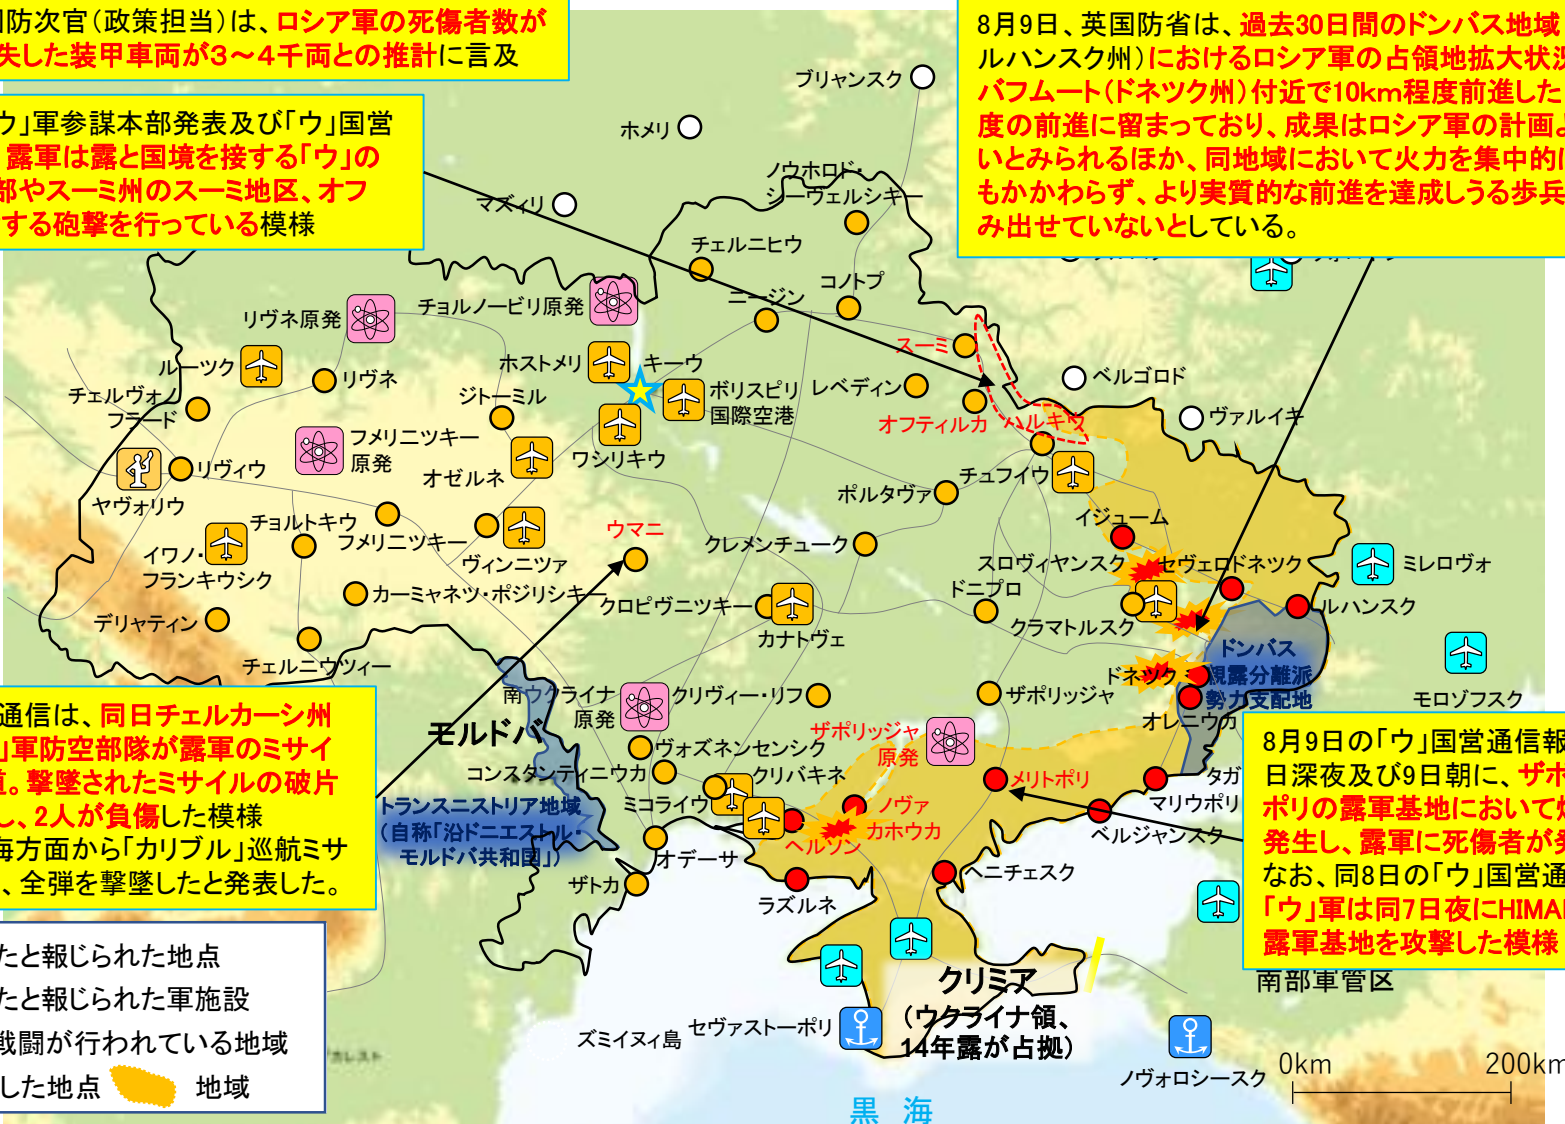 防次官（政策担当）は、ロシア軍の死傷者数が
失した装甲車両が３～４千両との推計に言及
ウ」軍参謀本部発表及び「ウ」国営
露軍は露と国境を接する「ウ」の
部やスーミ州のスーミ地区、オフ
する砲撃を行っている模様
8月9日、英国防省は、過去30日間のドンバス地域
ルハンスク州）におけるロシア軍の占領地拡大状況
バフムート（ドネツク州）付近で10km程度前進した
度の前進に留まっており、成果はロシア軍の計画よ
いとみられるほか、同地域において火力を集中的に
もかかわらず、より実質的な前進を達成しうる歩兵
み出せていないとしている。
ブリャンスク
ホメリ
ノウホロド・
シーヴェルシキー
マズィリ
チェルニヒウ
コノトプ
ニージン
チョルノービリ原発
リヴネ原発
ルーツク
リヴネ
チェルヴォノ
フラード
ホストメリ
キーウ
ボリスピリ
国際空港
ジトーミル
ワシリキウ
スーミ
レベディン
オフティルカ
ハルキウ
ベルゴロド
ヴァルイキ
フメリニツキー
原発
リヴィウ
ヤヴォリウ
オゼルネ
チュフイウ
ポルタヴァ
チョルトキウ
フメリニツキー
ヴィンニツァ
イワノ・
フランキウシク
ウマニ
クレメンチューク
イジューム
スロヴィヤンスク
セヴェロドネツク
ミレロヴォ
カーミャネツ・ポジリシキー
クロピヴニツキー
カナトヴェ
ドニプロ
クラマトルスク
ルハンスク
デリャティン
チェルニウツィー
ドンバス
親露分離派
勢力支配地
ドネツク
オレニウカ
モロゾフスク
南ウクライナ
原発
クリヴィー・リフ
ザポリッジャ
ザポリッジャ
原発
モルドバ
ヴォズネンセンシク
コンスタンティニウカ
クリバキネ
ミコライウ
メリトポリ
ノヴァ
カホウカ
ヘルソン
タガ
マリウポリ
ベルジャンスク
トランスニストリア地域
（自称「沿ドニエストル・
モルドバ共和国」）
オデーサ
ザトカ
ラズルネ
ヘニチェスク
通信は、同日チェルカーシ州
」軍防空部隊が露軍のミサイ
道。撃墜されたミサイルの破片
し、2人が負傷した模様
海方面から「カリブル」巡航ミサ
、全弾を撃墜したと発表した。
8月9日の「ウ」国営通信報
日深夜及び9日朝に、ザポ
ポリの露軍基地において爆
発生し、露軍に死傷者が発
なお、同8日の「ウ」国営通
「ウ」軍は同7日夜にHIMA
露軍基地を攻撃した模様
南部軍管区
たと報じられた地点
たと報じられた軍施設
戦闘が行われている地域
した地点
地域
カレスト
クリミア
（ウクライナ領、
14年露が占拠）
ズミイヌィ島
セヴァストーポリ
ノヴォロシースク
0km
200km
黒 海